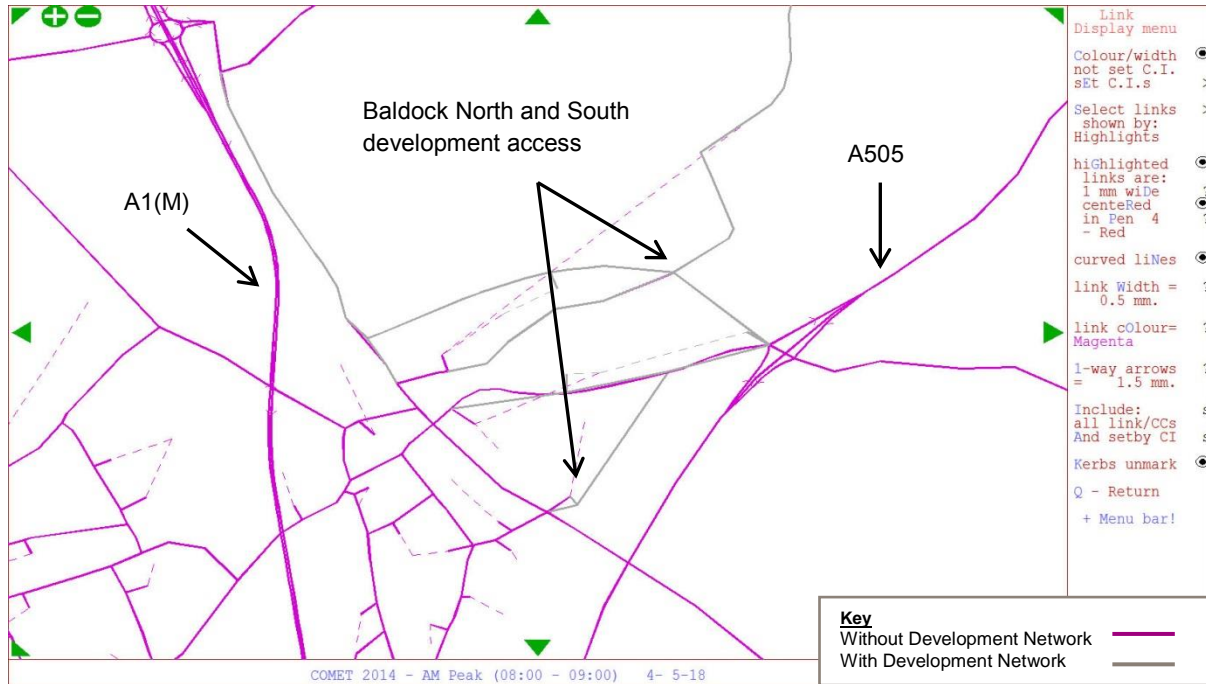 Baldock North and South
development access
A505
A1(M)
Link
Display menu
Colour/width
not set C.I.
sEt C.I.s >
Select links >
shown by:
Highlights
hiGhlighted
links are:
1 mm wiDe ?
centeRed
in Pen 4 ?
- Red
curved liNes
link Width = ?
0.5 mm.
link cOlour= ?
Magenta
1-way arrows ?
= 1.5 mm.
Include: s
all link/CCs
And setby CI s
Kerbs unmark
Q - Return
+ Menu bar!
Key
Without Development Network
With Development Network
COMET 2014 - AM Peak (08:00 - 09:00) 4- 5-18